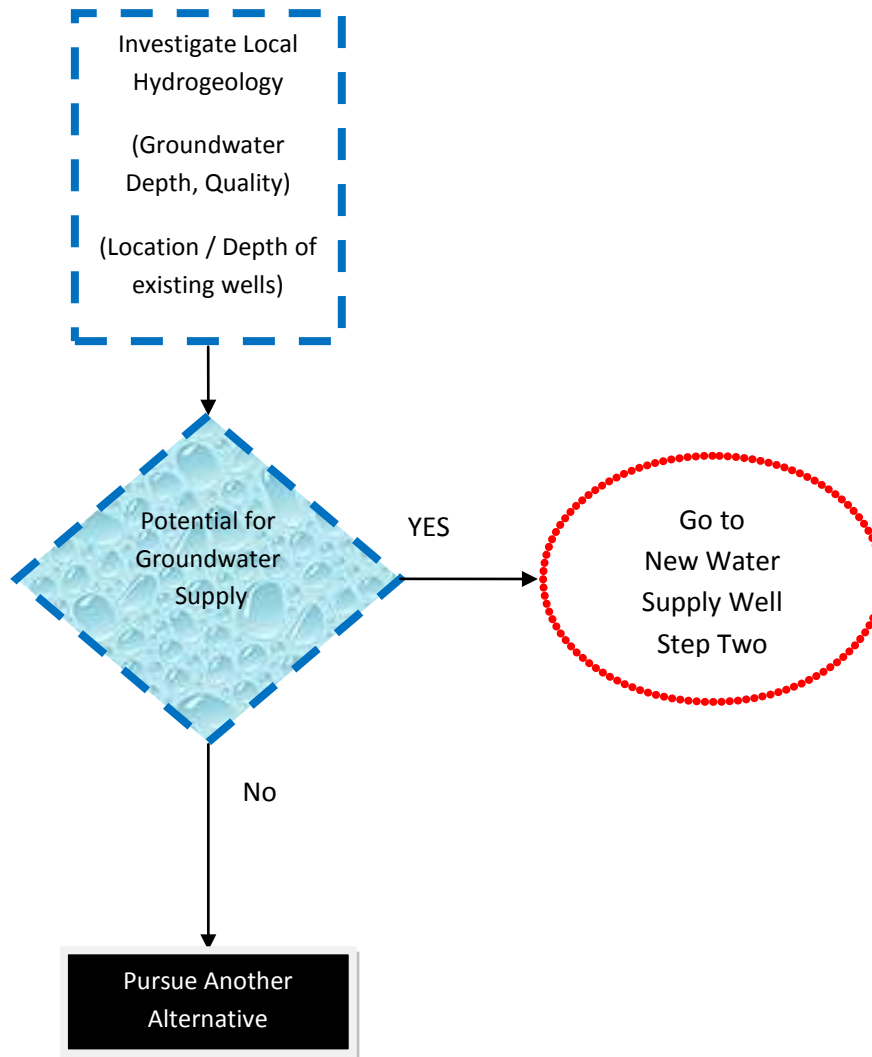 Investigate Local
Hydrogeology
(Groundwater
Depth, Quality)
(Location / Depth of
existing wells)
Potential for
Groundwater
Supply
YES
Go to
New Water
Supply Well
Step Two
No
Pursue Another
Alternative